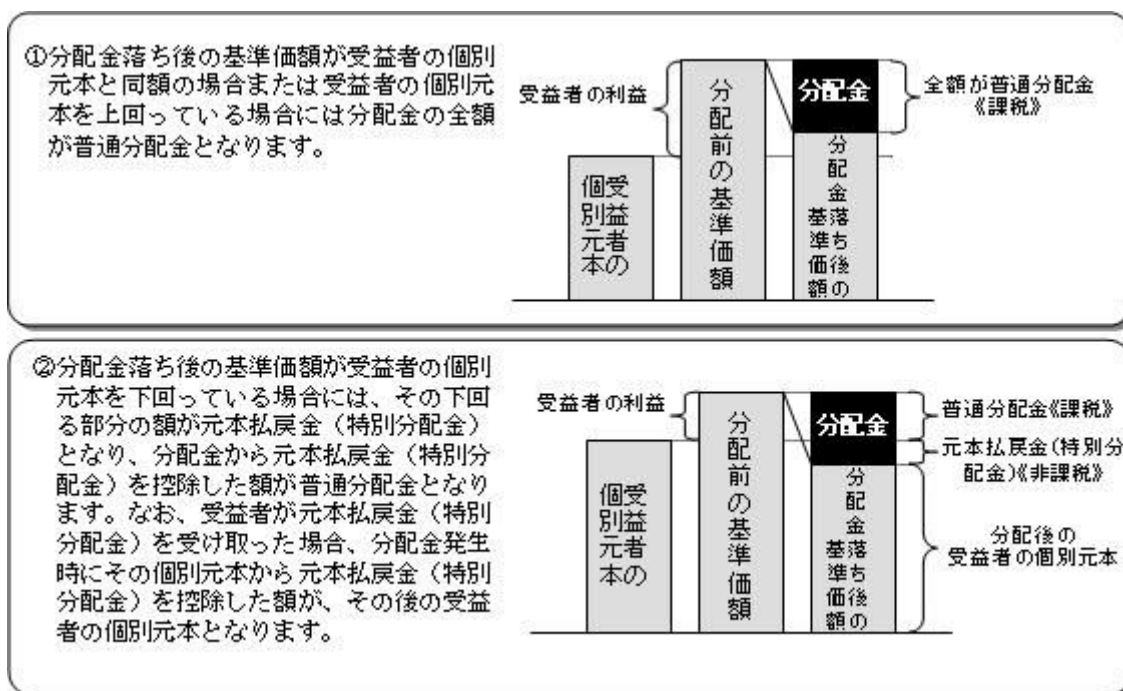 ①分配金落ち後の基準価額が受益者の個別
元本と同額の場合または受益者の個別元
本を上回っている場合には分配金の全額
が普通分配金となります。
受益者の利益
個別元本
受益者の
分配前の基準価額
分配金
分配金落ち後の
基準価額
全額が普通分配金
《課税》
②分配金落ち後の基準価額が受益者の個別
元本を下回っている場合には、その下回
る部分の額が元本払戻金（特別分配金）
となり、分配金から元本払戻金（特別分
配金）を控除した額が普通分配金となり
ます。なお、受益者が元本払戻金（特別
分配金）を受け取った場合、分配金発生
時にその個別元本から元本払戻金（特別
分配金）を控除した額が、その後の受益
者の個別元本となります。
受益者の利益
受益者の
個別元本
分配前の基準価額
分配金
分配金落ち後の
基準価額
普通分配金《課税》
元本払戻金(特別分
配金)《非課税》
分配後の
受益者の個別元本